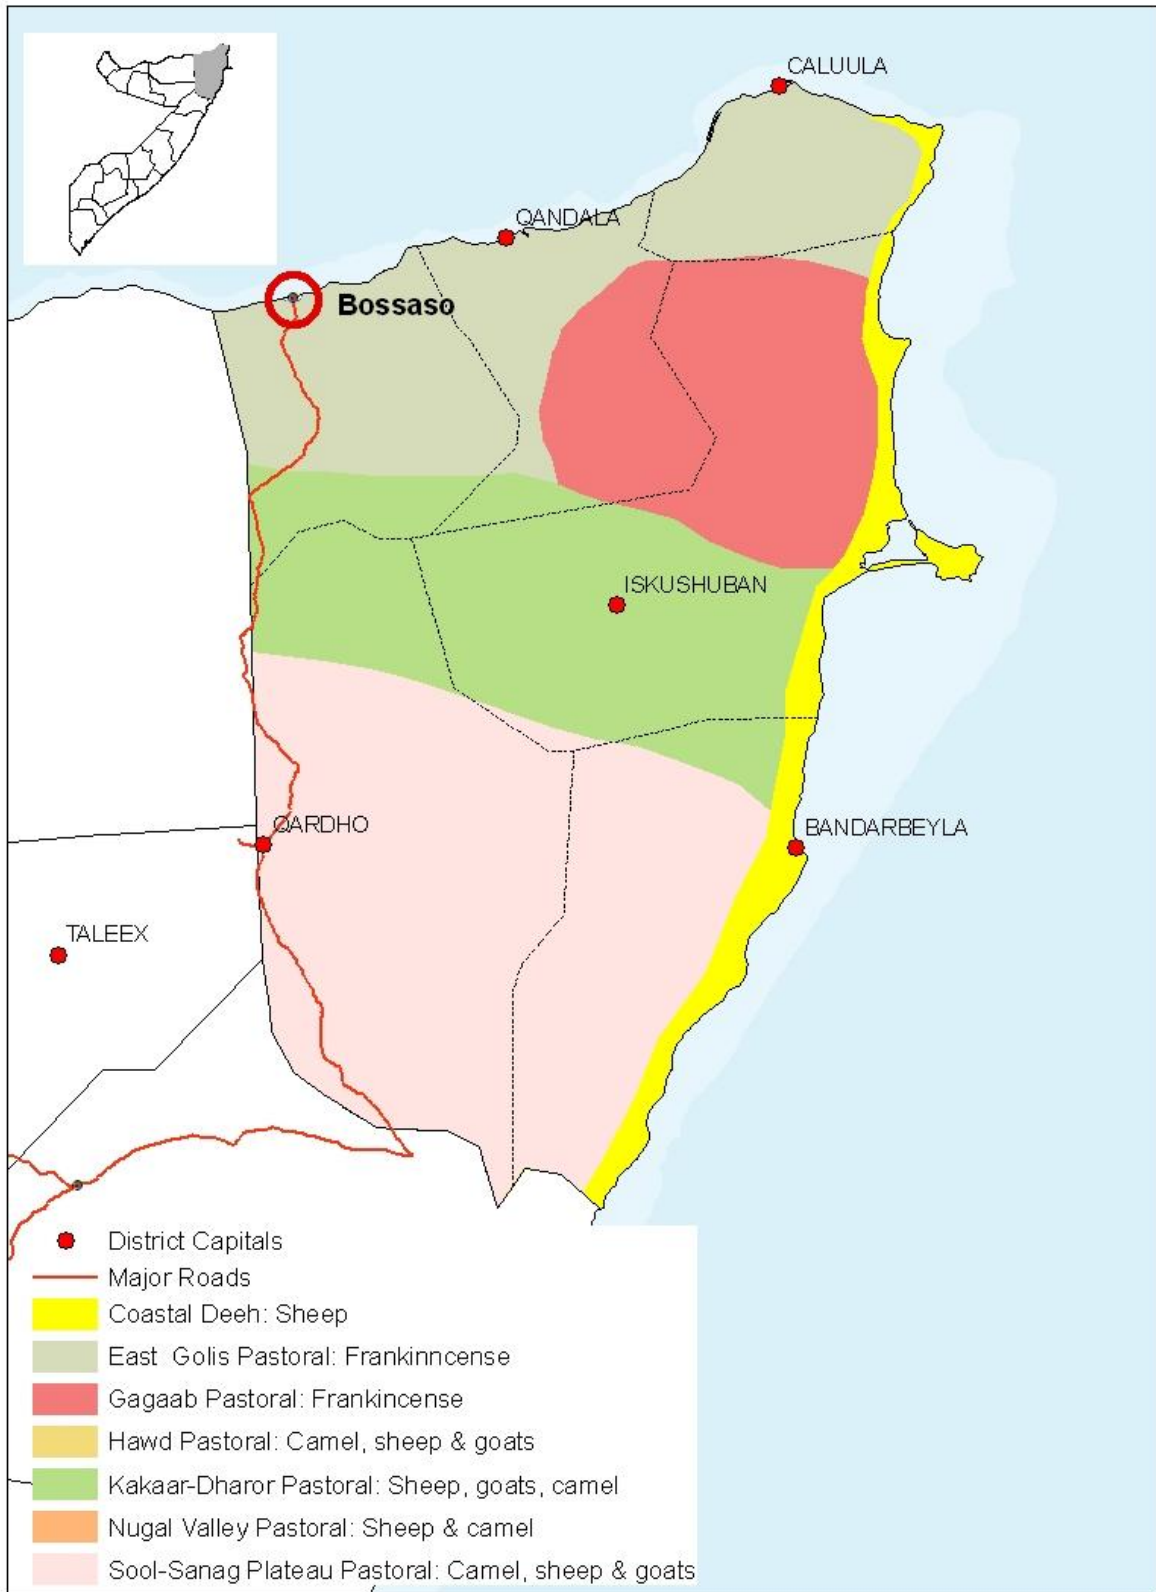 CALUULA
QANDALA
Bossaso
ISKUSHUBAN
QARDHO
BANDARBEYLA
TALEEX
District Capitals
Major Roads
Coastal Deeh: Sheep
East Golis Pastoral: Frankinncense
Gagaab Pastoral: Frankincense
Hawd Pastoral: Camel, sheep & goats
Kakaar-Dharor Pastoral: Sheep, goats, camel
Nugal Valley Pastoral: Sheep & camel
Sool-Sanag Plateau Pastoral: Camel, sheep & goats